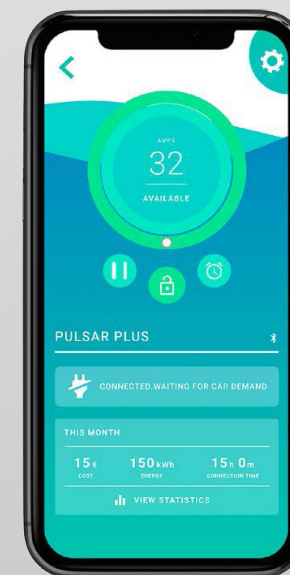 AMPS
32
AVAILABLE
PULSAR PLUS
CONNECTED.WAITING FOR CAR DEMAND
THIS MONTH
15€ 150kWh 15h 0m
COST ENERGY CONNECTION TIME
VIEW STATISTICS